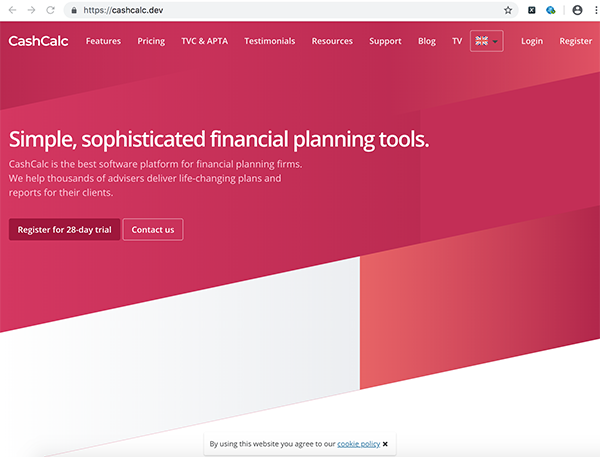 https://cashcalc.dev
CashCalc Features Pricing TVC & APTA Testimonials Resources Support Blog TV Login Register
Simple, sophisticated financial planning tools.
CashCalc is the best software platform for financial planning firms.
We help thousands of advisers deliver life-changing plans and
reports for their clients.
Register for 28-day trial Contact us
By using this website you agree to our cookie policy ×